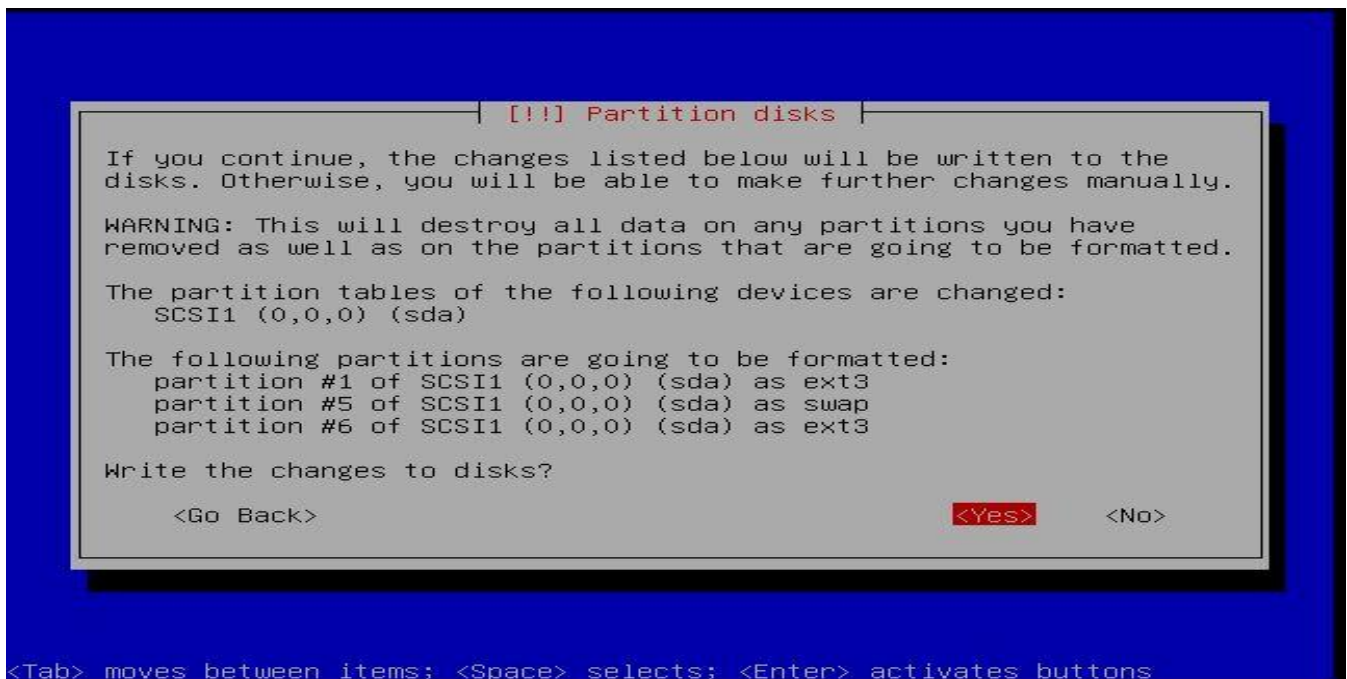 [!!] Partition disks
If you continue, the changes listed below will be written to the
disks. Otherwise, you will be able to make further changes manually.
WARNING: This will destroy all data on any partitions you have
removed as well as on the partitions that are going to be formatted.
The partition tables of the following devices are changed:
SCSI1 (0,0,0) (sda)
The following partitions are going to be formatted:
partition #1 of SCSI1 (0,0,0) (sda) as ext3
partition #5 of SCSI1 (0,0,0) (sda) as swap
partition #6 of SCSI1 (0,0,0) (sda) as ext3
Write the changes to disks?
<Go Back> <Yes> <No>
<Tab> moves between items; <Space> selects; <Enter> activates buttons